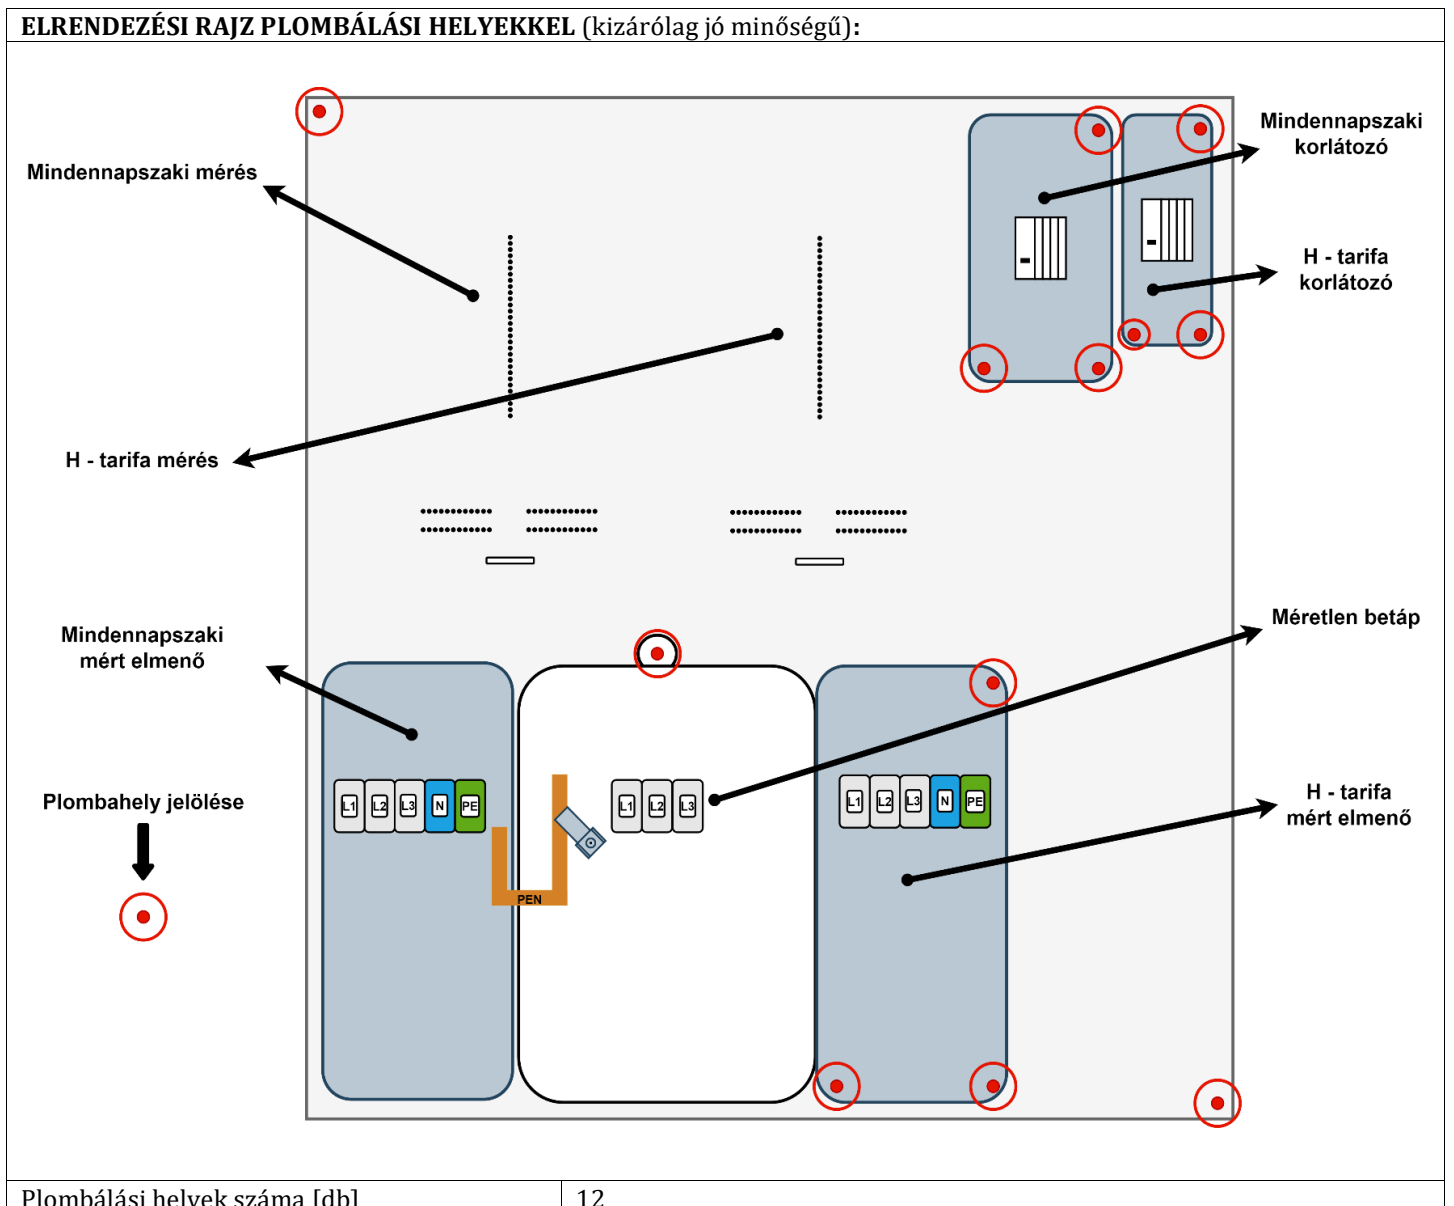 ELRENDEZÉSI RAJZ PLOMBÁLÁSI HELYEKKEL (kizárólag jó minőségű):
Mindennapszaki mérés
Mindennapszaki
korlátozó
H - tarifa
korlátozó
H - tarifa mérés
Mindennapszaki
mért elmenő
Méretlen betáp
Plombahely jelölése
L1 L2 L3 N PE
L1 L2 L3
L1 L2 L3 N PE
H - tarifa
mért elmenő
PEN
Plombálási helyek száma [db]
12